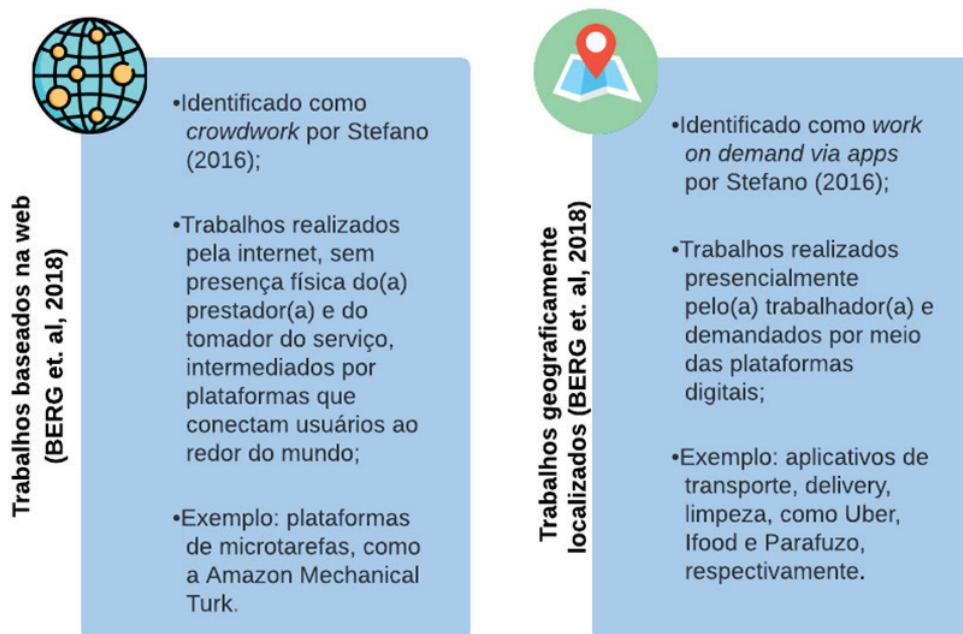 Trabalhos baseados na web
(BERG et. al, 2018)
•Identificado como
crowdwork por Stefano
(2016);
•Trabalhos realizados
pela internet, sem
presença física do(a)
prestador(a) e do
tomador do serviço,
intermediados por
plataformas que
conectam usuários ao
redor do mundo;
•Exemplo: plataformas
de microtarefas, como
a Amazon Mechanical
Turk.
Trabalhos geograficamente
localizados (BERG et. al, 2018)
•Identificado como work
on demand via apps
por Stefano (2016);
•Trabalhos realizados
presencialmente
pelo(a) trabalhador(a) e
demandados por meio
das plataformas
digitais;
•Exemplo: aplicativos de
transporte, delivery,
limpeza, como Uber,
Ifood e Parafuzo,
respectivamente.